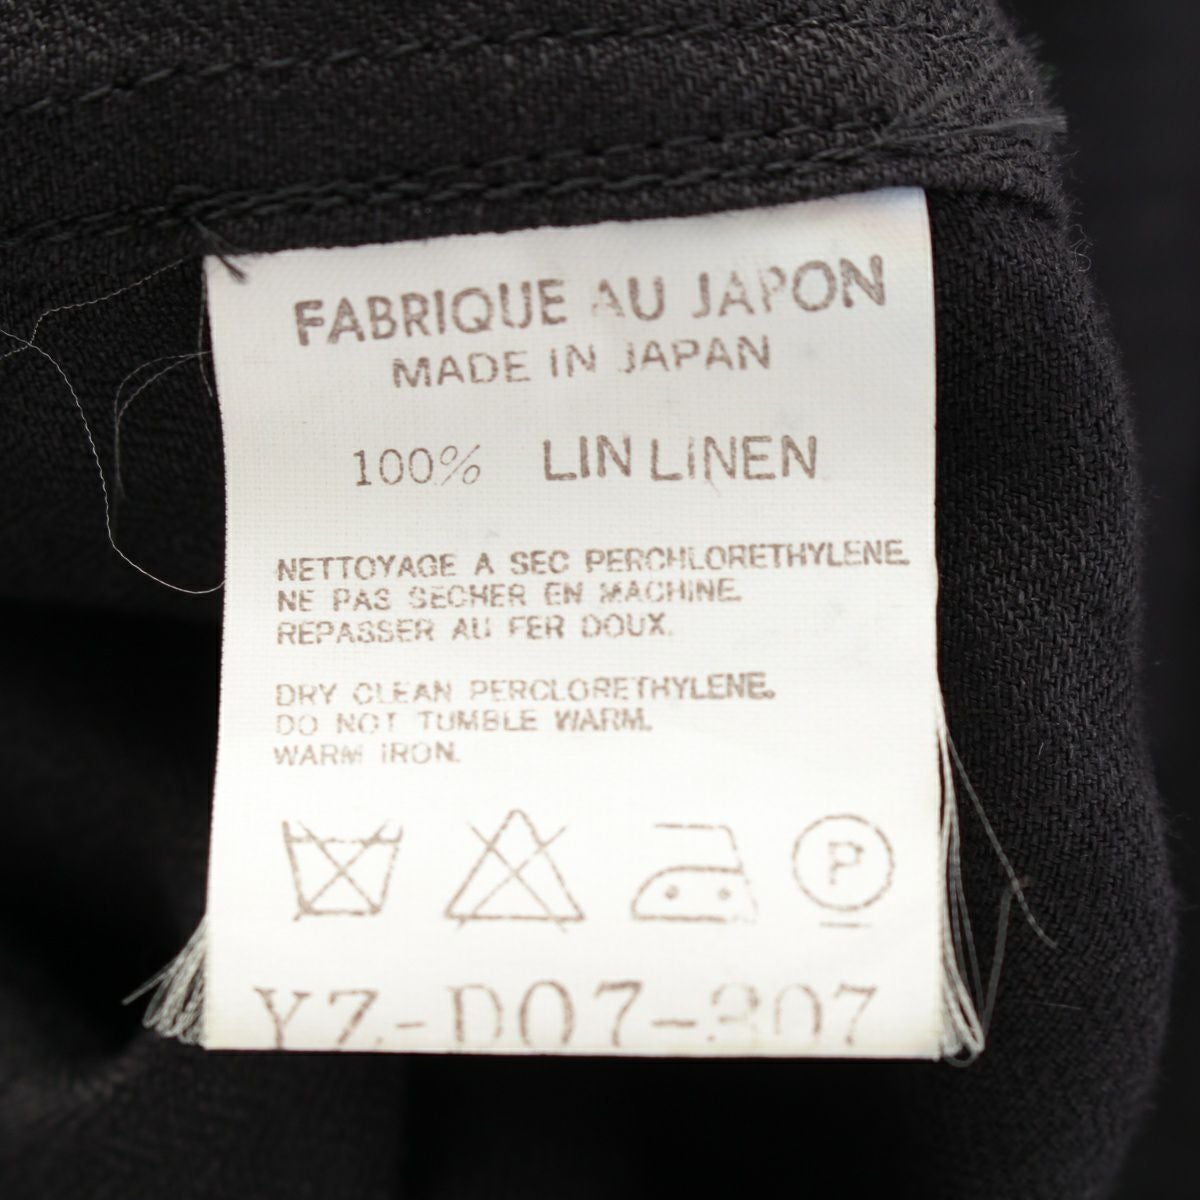 FABRIQUE AU JAPON
MADE IN JAPAN
100% LIN LINEN
NETTOYAGE A SEC PERCHLORETHYLENE.
NE PAS SECHER EN MACHINE.
REPASSER AU FER DOUX.
DRY CLEAN PERCLORETHYLENE.
DO NOT TUMBLE WARM.
WARM IRON.
P
YZ-D07-307